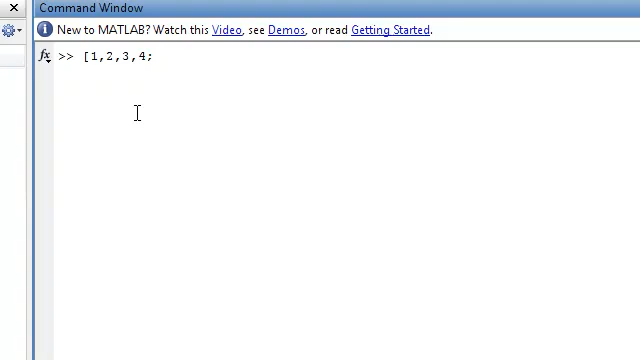 Command Window
New to MATLAB? Watch this Video, see Demos, or read Getting Started.
fx >> [1,2,3,4;